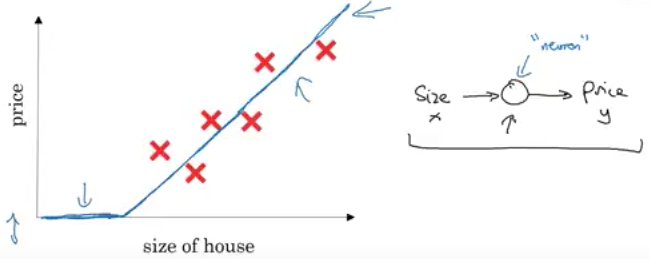 price
size of house
"neuron"
Size
x
Price
y